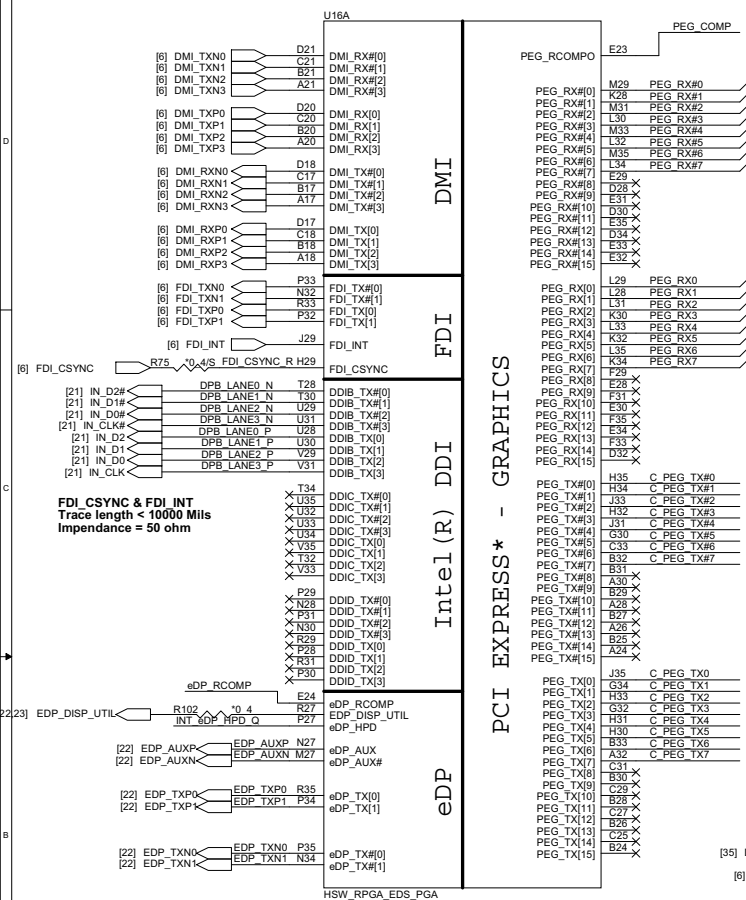 U16A
PEG_COMP
[6] DMI_TXN0 D21 DMI_RX#[0]
[6] DMI_TXN1 C21 DMI_RX#[1]
[6] DMI_TXN2 B21 DMI_RX#[2]
[6] DMI_TXN3 A21 DMI_RX#[3]
[6] DMI_TXP0 D20 DMI_RX[0]
[6] DMI_TXP1 C20 DMI_RX[1]
[6] DMI_TXP2 B20 DMI_RX[2]
[6] DMI_TXP3 A20 DMI_RX[3]
[6] DMI_RXN0 D18 DMI_TX#[0]
[6] DMI_RXN1 C17 DMI_TX#[1]
[6] DMI_RXN2 B17 DMI_TX#[2]
[6] DMI_RXN3 A17 DMI_TX#[3]
[6] DMI_RXP0 D17 DMI_TX[0]
[6] DMI_RXP1 C18 DMI_TX[1]
[6] DMI_RXP2 B18 DMI_TX[2]
[6] DMI_RXP3 A18 DMI_TX[3]
DMI
[6] FDI_TXN0 P33 FDI_TX#[0]
[6] FDI_TXN1 N32 FDI_TX#[1]
[6] FDI_TXP0 R33 FDI_TX[0]
[6] FDI_TXP1 P32 FDI_TX[1]
[6] FDI_INT J29 FDI_INT
[6] FDI_CSYNC R75 *0_4/S FDI_CSYNC_R H29 FDI_CSYNC
FDI
[21] IN_D2# DPB_LANE0_N T28 DDIB_TX#[0]
[21] IN_D1# DPB_LANE1_N T30 DDIB_TX#[1]
[21] IN_D0# DPB_LANE2_N U29 DDIB_TX#[2]
[21] IN_CLK# DPB_LANE3_N U31 DDIB_TX#[3]
[21] IN_D2 DPB_LANE0_P U28 DDIB_TX[0]
[21] IN_D1 DPB_LANE1_P U30 DDIB_TX[1]
[21] IN_D0 DPB_LANE2_P V29 DDIB_TX[2]
[21] IN_CLK DPB_LANE3_P V31 DDIB_TX[3]
FDI_CSYNC & FDI_INT
Trace length < 10000 Mils
Impendance = 50 ohm
T34 DDIC_TX#[0]
U35 DDIC_TX#[1]
U32 DDIC_TX#[2]
U33 DDIC_TX#[3]
U34 DDIC_TX[0]
V35 DDIC_TX[1]
T32 DDIC_TX[2]
V33 DDIC_TX[3]
P29 DDID_TX#[0]
N28 DDID_TX#[1]
P31 DDID_TX#[2]
N30 DDID_TX#[3]
R29 DDID_TX[0]
P28 DDID_TX[1]
R31 DDID_TX[2]
P30 DDID_TX[3]
Intel(R) DDI
eDP_RCOMP E24 eDP_RCOMP
22,23] EDP_DISP_UTIL R102 *0_4 R27 EDP_DISP_UTIL
INT_eDP_HPD_Q P27 eDP_HPD
[22] EDP_AUXP EDP_AUXP N27 eDP_AUX
[22] EDP_AUXN EDP_AUXN M27 eDP_AUX#
[22] EDP_TXP0 EDP_TXP0 R35 eDP_TX[0]
[22] EDP_TXP1 EDP_TXP1 P34 eDP_TX[1]
[22] EDP_TXN0 EDP_TXN0 P35 eDP_TX#[0]
[22] EDP_TXN1 EDP_TXN1 N34 eDP_TX#[1]
eDP
PCI EXPRESS* - GRAPHICS
PEG_RCOMPO E23
PEG_RX#[0] M29 PEG_RX#0
PEG_RX#[1] K28 PEG_RX#1
PEG_RX#[2] M31 PEG_RX#2
PEG_RX#[3] L30 PEG_RX#3
PEG_RX#[4] M33 PEG_RX#4
PEG_RX#[5] L32 PEG_RX#5
PEG_RX#[6] M35 PEG_RX#6
PEG_RX#[7] L34 PEG_RX#7
PEG_RX#[8] E29
PEG_RX#[9] D28
PEG_RX#[10] E31
PEG_RX#[11] D30
PEG_RX#[12] E35
PEG_RX#[13] D34
PEG_RX#[14] E33
PEG_RX#[15] E32
PEG_RX[0] L29 PEG_RX0
PEG_RX[1] L28 PEG_RX1
PEG_RX[2] L31 PEG_RX2
PEG_RX[3] K30 PEG_RX3
PEG_RX[4] L33 PEG_RX4
PEG_RX[5] K32 PEG_RX5
PEG_RX[6] L35 PEG_RX6
PEG_RX[7] K34 PEG_RX7
PEG_RX[8] F29
PEG_RX[9] E28
PEG_RX[10] F31
PEG_RX[11] E30
PEG_RX[12] F35
PEG_RX[13] E34
PEG_RX[14] F33
PEG_RX[15] D32
PEG_TX#[0] H35 C_PEG_TX#0
PEG_TX#[1] H34 C_PEG_TX#1
PEG_TX#[2] J33 C_PEG_TX#2
PEG_TX#[3] H32 C_PEG_TX#3
PEG_TX#[4] J31 C_PEG_TX#4
PEG_TX#[5] G30 C_PEG_TX#5
PEG_TX#[6] C33 C_PEG_TX#6
PEG_TX#[7] B32 C_PEG_TX#7
PEG_TX#[8] B31
PEG_TX#[9] A30
PEG_TX#[10] B29
PEG_TX#[11] A28
PEG_TX#[12] B27
PEG_TX#[13] A26
PEG_TX#[14] B25
PEG_TX#[15] A24
PEG_TX[0] J35 C_PEG_TX0
PEG_TX[1] G34 C_PEG_TX1
PEG_TX[2] H33 C_PEG_TX2
PEG_TX[3] G32 C_PEG_TX3
PEG_TX[4] H31 C_PEG_TX4
PEG_TX[5] H30 C_PEG_TX5
PEG_TX[6] B33 C_PEG_TX6
PEG_TX[7] A32 C_PEG_TX7
PEG_TX[8] C31
PEG_TX[9] B30
PEG_TX[10] C29
PEG_TX[11] B28
PEG_TX[12] C27
PEG_TX[13] B26
PEG_TX[14] C25
PEG_TX[15] B24
HSW_RPGA_EDS_PGA
D
C
B
[35]
[6]